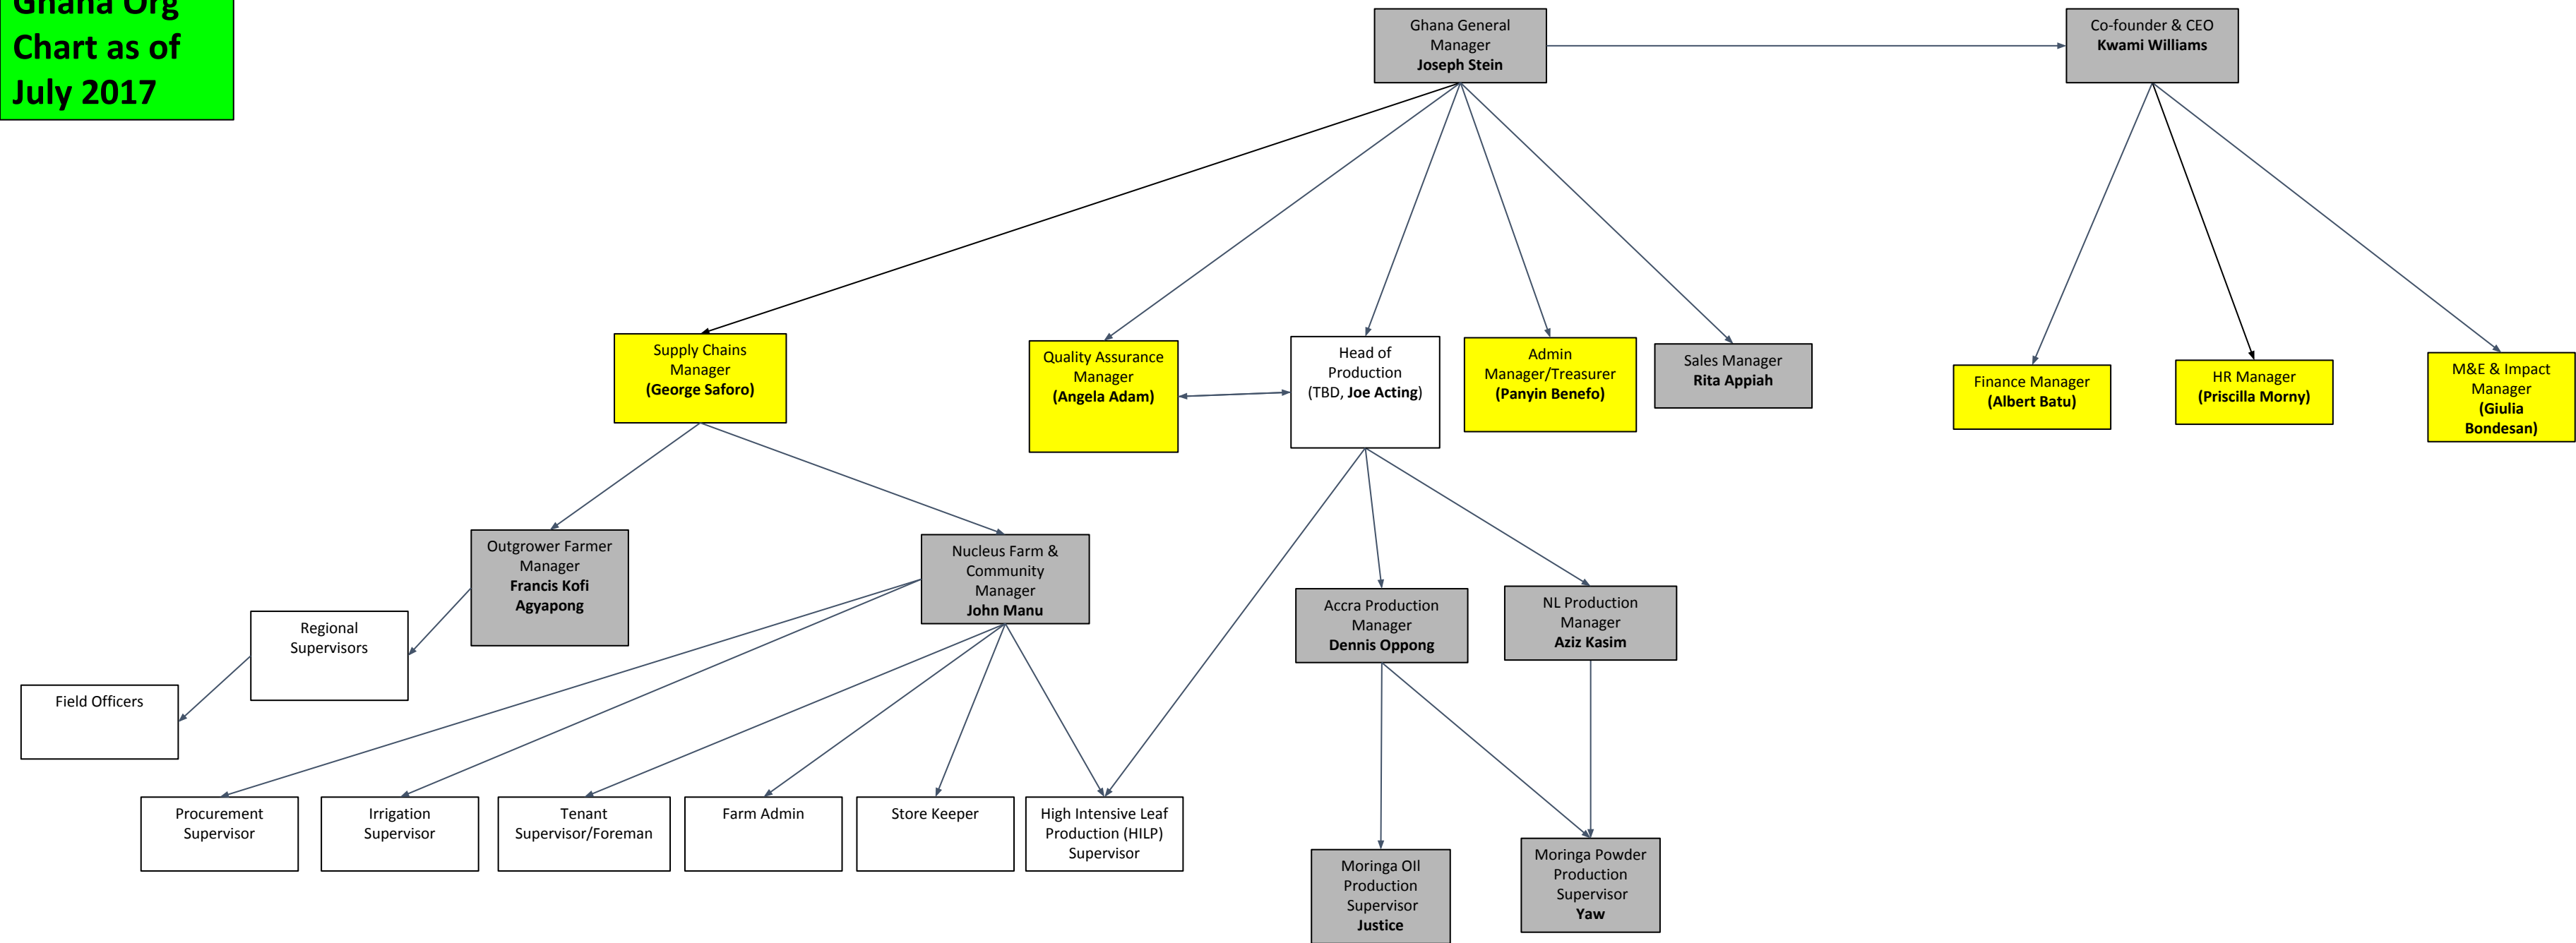 Ghana Org
Chart as of
July 2017
Ghana General
Manager
Joseph Stein
Co-founder & CEO
Kwami Williams
Supply Chains
Manager
(George Saforo)
Quality Assurance
Manager
(Angela Adam)
Head of
Production
(TBD, Joe Acting)
Admin
Manager/Treasurer
(Panyin Benefo)
Sales Manager
Rita Appiah
Finance Manager
(Albert Batu)
HR Manager
(Priscilla Morny)
M&E & Impact
Manager
(Giulia
Bondesan)
Outgrower Farmer
Manager
Francis Kofi
Agyapong
Nucleus Farm &
Community
Manager
John Manu
Accra Production
Manager
Dennis Oppong
NL Production
Manager
Aziz Kasim
Regional
Supervisors
Field Officers
Procurement
Supervisor
Irrigation
Supervisor
Tenant
Supervisor/Foreman
Farm Admin
Store Keeper
High Intensive Leaf
Production (HILP)
Supervisor
Moringa OIl
Production
Supervisor
Justice
Moringa Powder
Production
Supervisor
Yaw